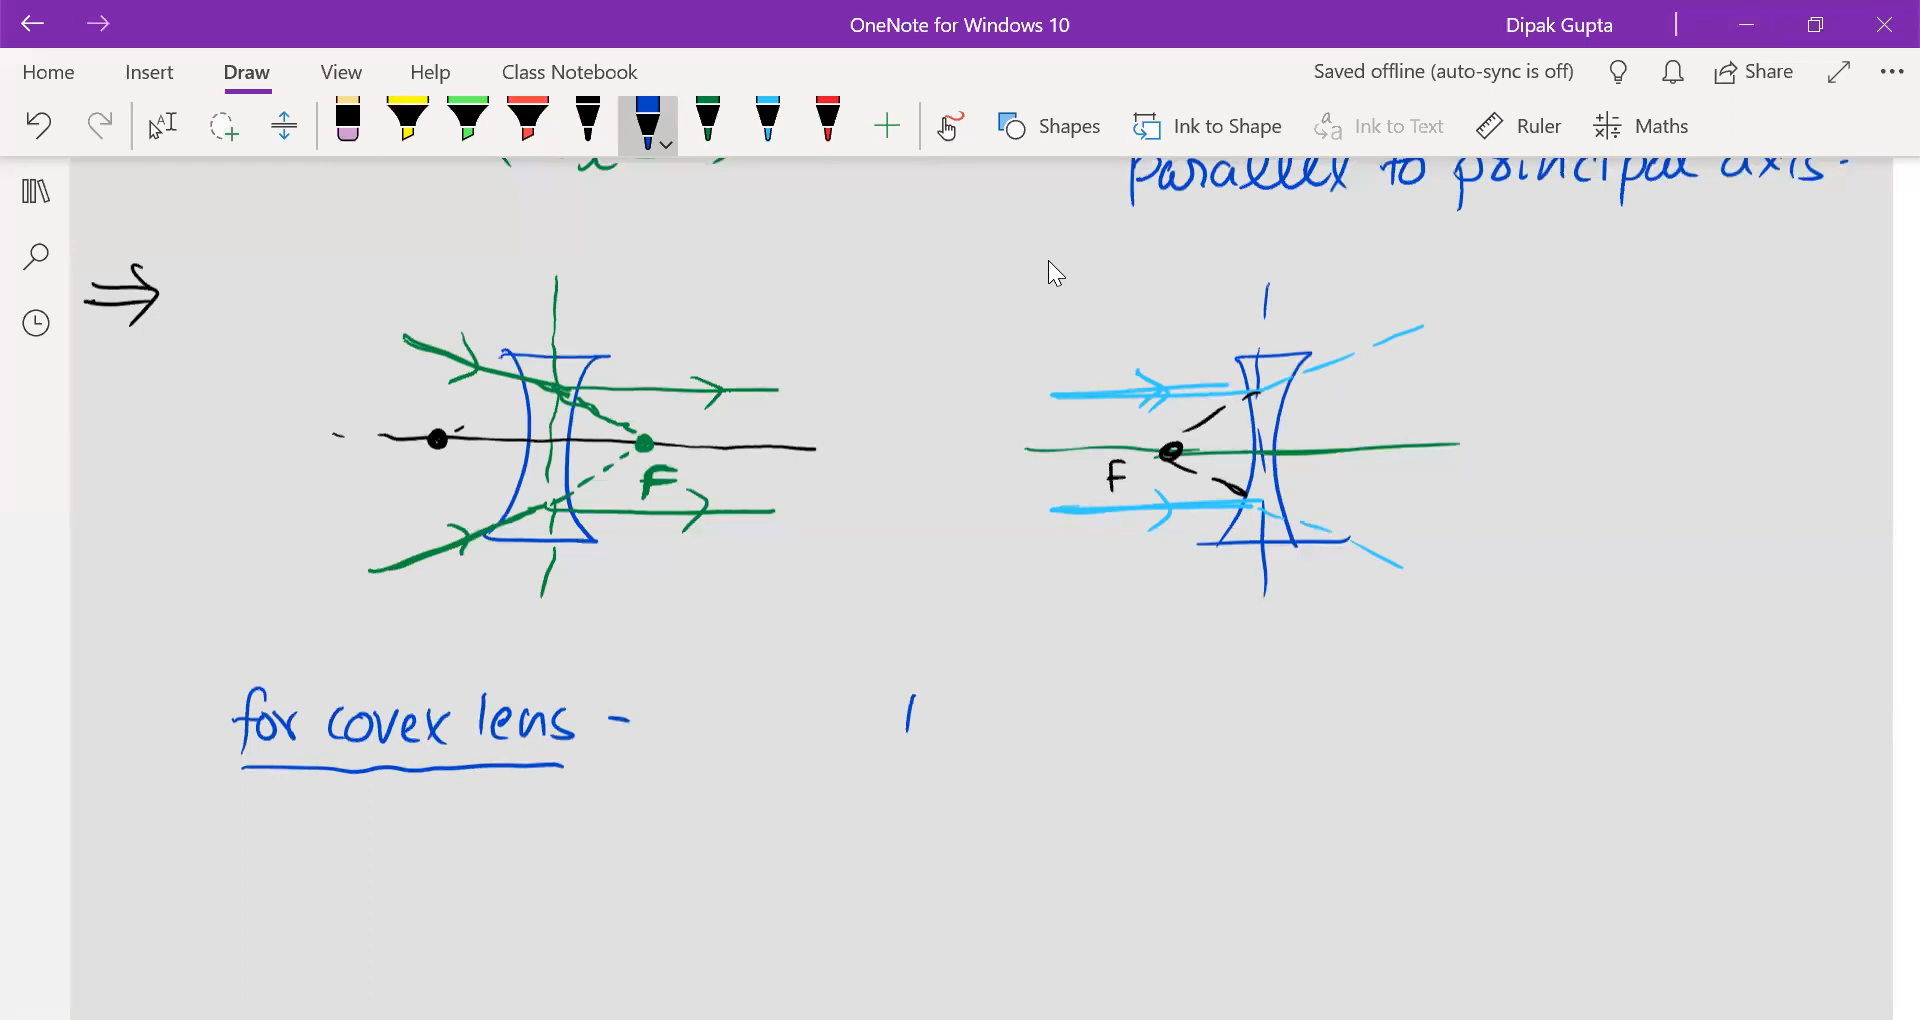 OneNote for Windows 10
Dipak Gupta
Home Insert Draw View Help Class Notebook
Saved offline (auto-sync is off) Share
Shapes Ink to Shape Ink to Text Ruler Maths
parallel to principal axis -
F
F
for covex lens -